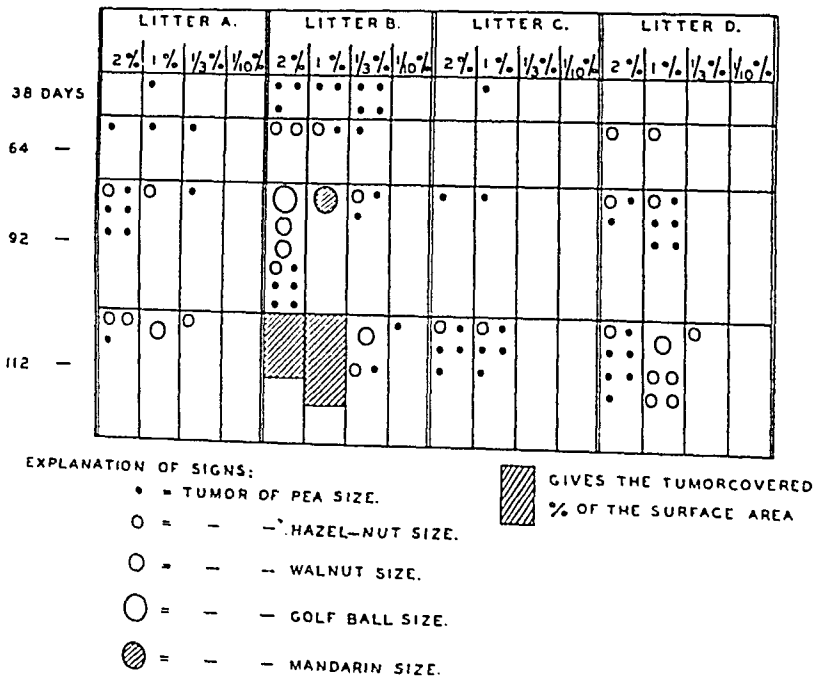 LITTER A. LITTER B. LITTER C. LITTER D.
2% 1% 1/3% 1/10% 2% 1% 1/3% 1/10% 2% 1% 1/3% 1/10% 2% 1% 1/3% 1/10%
38 DAYS
64 —
92 —
112 —
EXPLANATION OF SIGNS:
• = TUMOR OF PEA SIZE.
○ = — — HAZEL-NUT SIZE.
○ = — — WALNUT SIZE.
○ = — — GOLF BALL SIZE.
= — — MANDARIN SIZE.
GIVES THE TUMORCOVERED
% OF THE SURFACE AREA